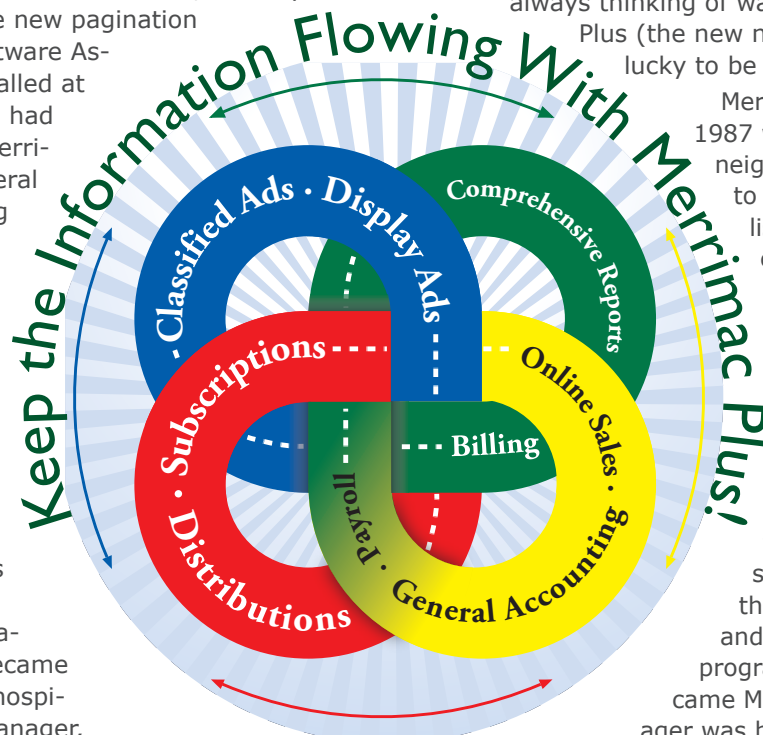 e new pagination
tware As-
alled at
had
erri-
eral
g
always thinking of wa
Plus (the new n
lucky to be
Mer
1987
neig
to
li
Keep the Information Flowing With Merrimac Plus!
Classified Ads · Display Ads
Comprehensive Reports
· Subscriptions
Distributions
Online Sales ·
Billing
· Payroll
General Accounting
s
a-
ecame
nospi-
anager.
s
th
and
progra
came M
ager was h